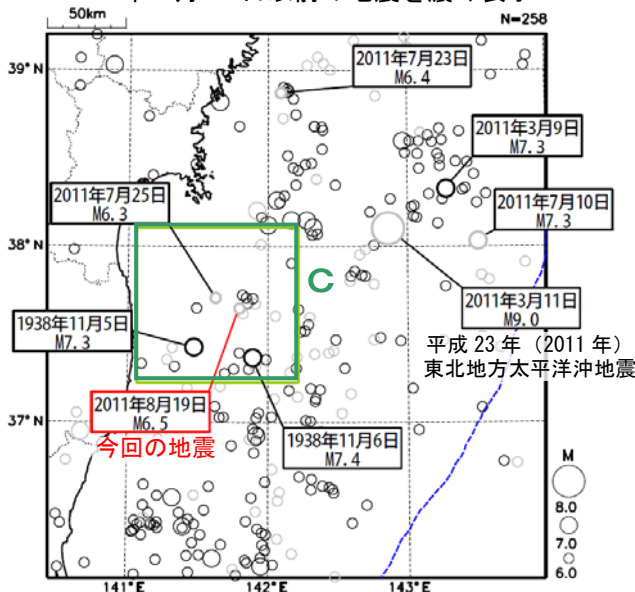 50km
N=258
39°N
2011年7月23日
M6.4
2011年3月9日
M7.3
2011年7月25日
M6.3
2011年7月10日
M7.3
38°N
C
2011年3月11日
M9.0
1938年11月5日
M7.3
平成 23 年（2011 年）
東北地方太平洋沖地震
2011年8月19日
M6.5
37°N
今回の地震
1938年11月6日
M7.4
M
8.0
7.0
6.0
141°E
142°E
143°E